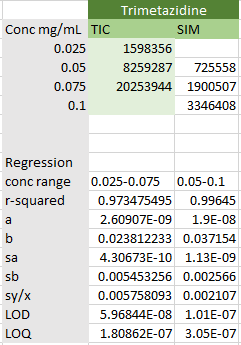 Trimetazidine
Conc mg/mL TIC SIM
0.025 1598356
0.05 8259287 725558
0.075 20253944 1900507
0.1 3346408
Regression
conc range 0.025-0.075 0.05-0.1
r-squared 0.973475495 0.99645
a 2.60907E-09 1.9E-08
b 0.023812233 0.037154
sa 4.30673E-10 1.13E-09
sb 0.005453256 0.002566
sy/x 0.005758093 0.002107
LOD 5.96844E-08 1.01E-07
LOQ 1.80862E-07 3.05E-07